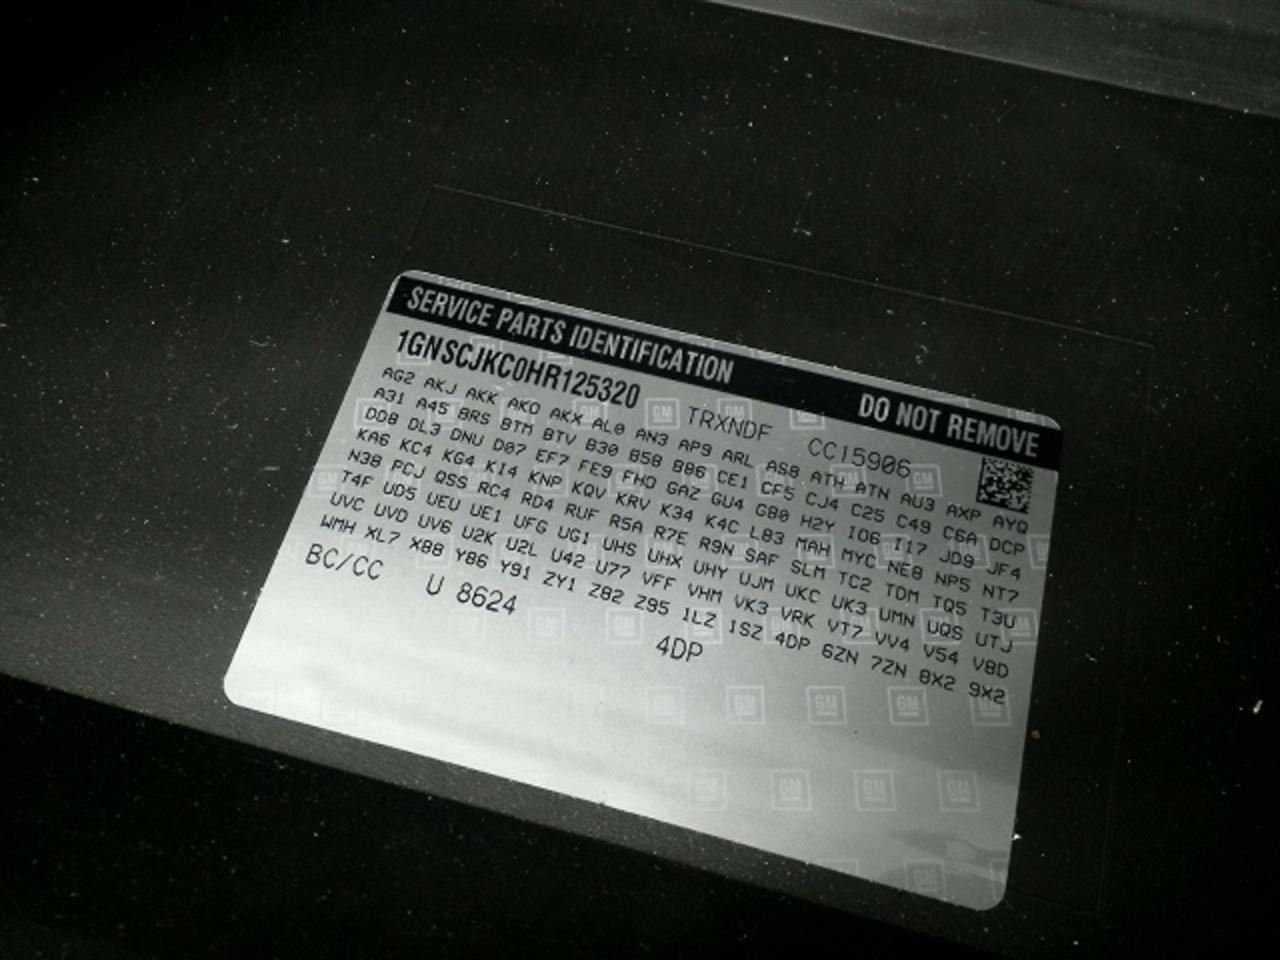 SERVICE PARTS IDENTIFICATION DO NOT REMOVE
1GNSCJKC0HR125320 TRXNDF CC15906
AG2 AKJ AKK AKO AKX AL0 AN3 AP9 ARL AS8 ATH ATN AU3 AXP AYQ
A31 A45 BRS BTM BTV B30 B58 B86 CE1 CF5 CJ4 C25 C49 C6A DCP
DD8 DL3 DNU D07 EF7 FE9 FHO GAZ GU4 G80 H2Y IO6 I17 JD9 JF4
KA6 KC4 KG4 KI4 KNP KQV KRV K34 K4C L83 MAH MYC NE8 NP5 NT7
N38 PCJ QSS RC4 RD4 RUF R5A R7E R9N SAF SLM TC2 TDM TQ5 T3U
T4F UD5 UEU UE1 UFG UG1 UHS UHX UHY UJM UKC UK3 UMN UQS UTJ
UVC UVD UV6 U2K U2L U42 U77 VFF VHM VK3 VRK VT7 VV4 V54 V8D
WMH XL7 X88 Y86 Y91 ZY1 Z82 Z95 1LZ 1SZ 4DP 6ZN 7ZN 8X2 9X2
BC/CC U 8624 4DP